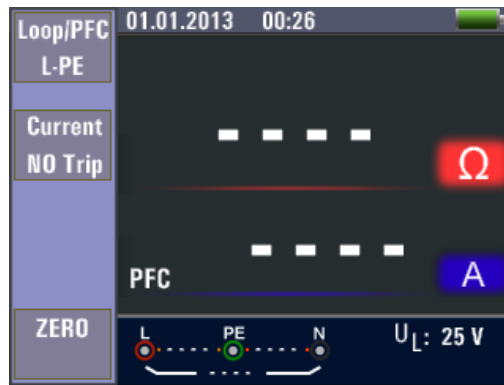 Loop/PFC
L-PE
01.01.2013 00:26
Current
NO Trip
- - - -
Ω
- - - -
PFC
A
ZERO
L PE N
- - - -
UL: 25 V